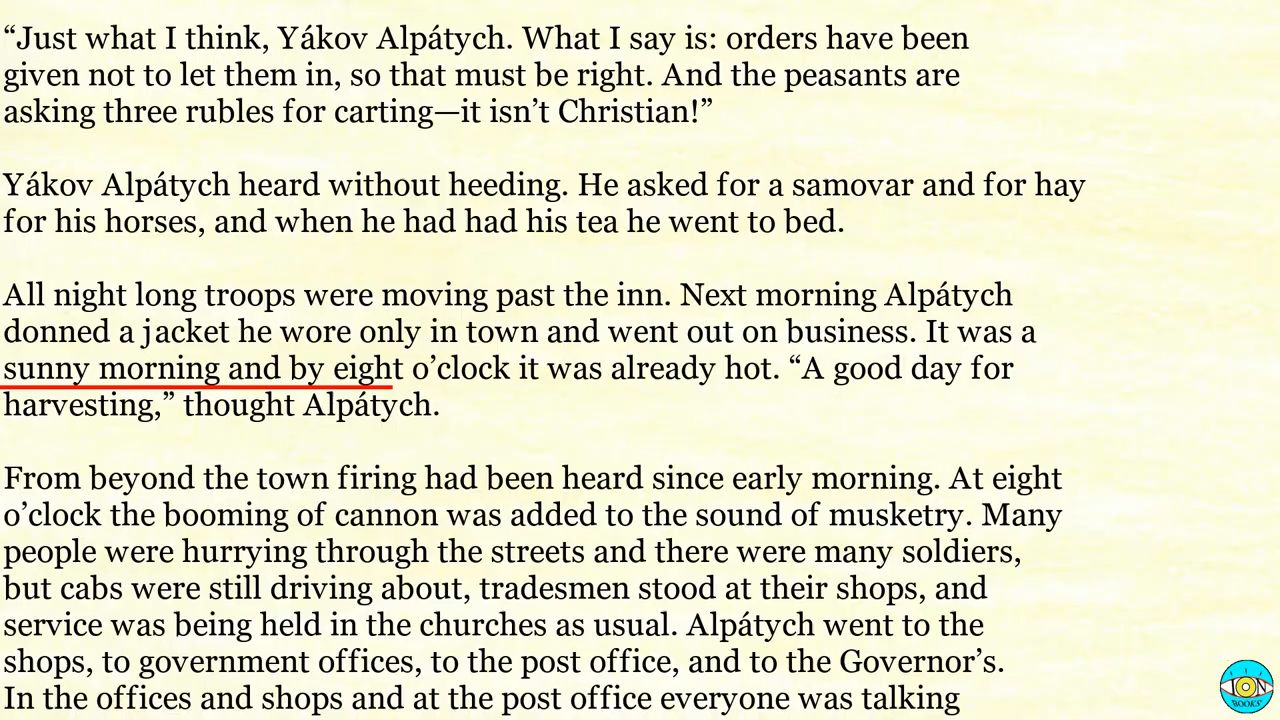 “Just what I think, Yákov Alpátych. What I say is: orders have been
given not to let them in, so that must be right. And the peasants are
asking three rubles for carting—it isn’t Christian!”
Yákov Alpátych heard without heeding. He asked for a samovar and for hay
for his horses, and when he had had his tea he went to bed.
All night long troops were moving past the inn. Next morning Alpátych
donned a jacket he wore only in town and went out on business. It was a
sunny morning and by eight o’clock it was already hot. “A good day for
harvesting,” thought Alpátych.
From beyond the town firing had been heard since early morning. At eight
o’clock the booming of cannon was added to the sound of musketry. Many
people were hurrying through the streets and there were many soldiers,
but cabs were still driving about, tradesmen stood at their shops, and
service was being held in the churches as usual. Alpátych went to the
shops, to government offices, to the post office, and to the Governor’s.
In the offices and shops and at the post office everyone was talking
ION
BOOKS